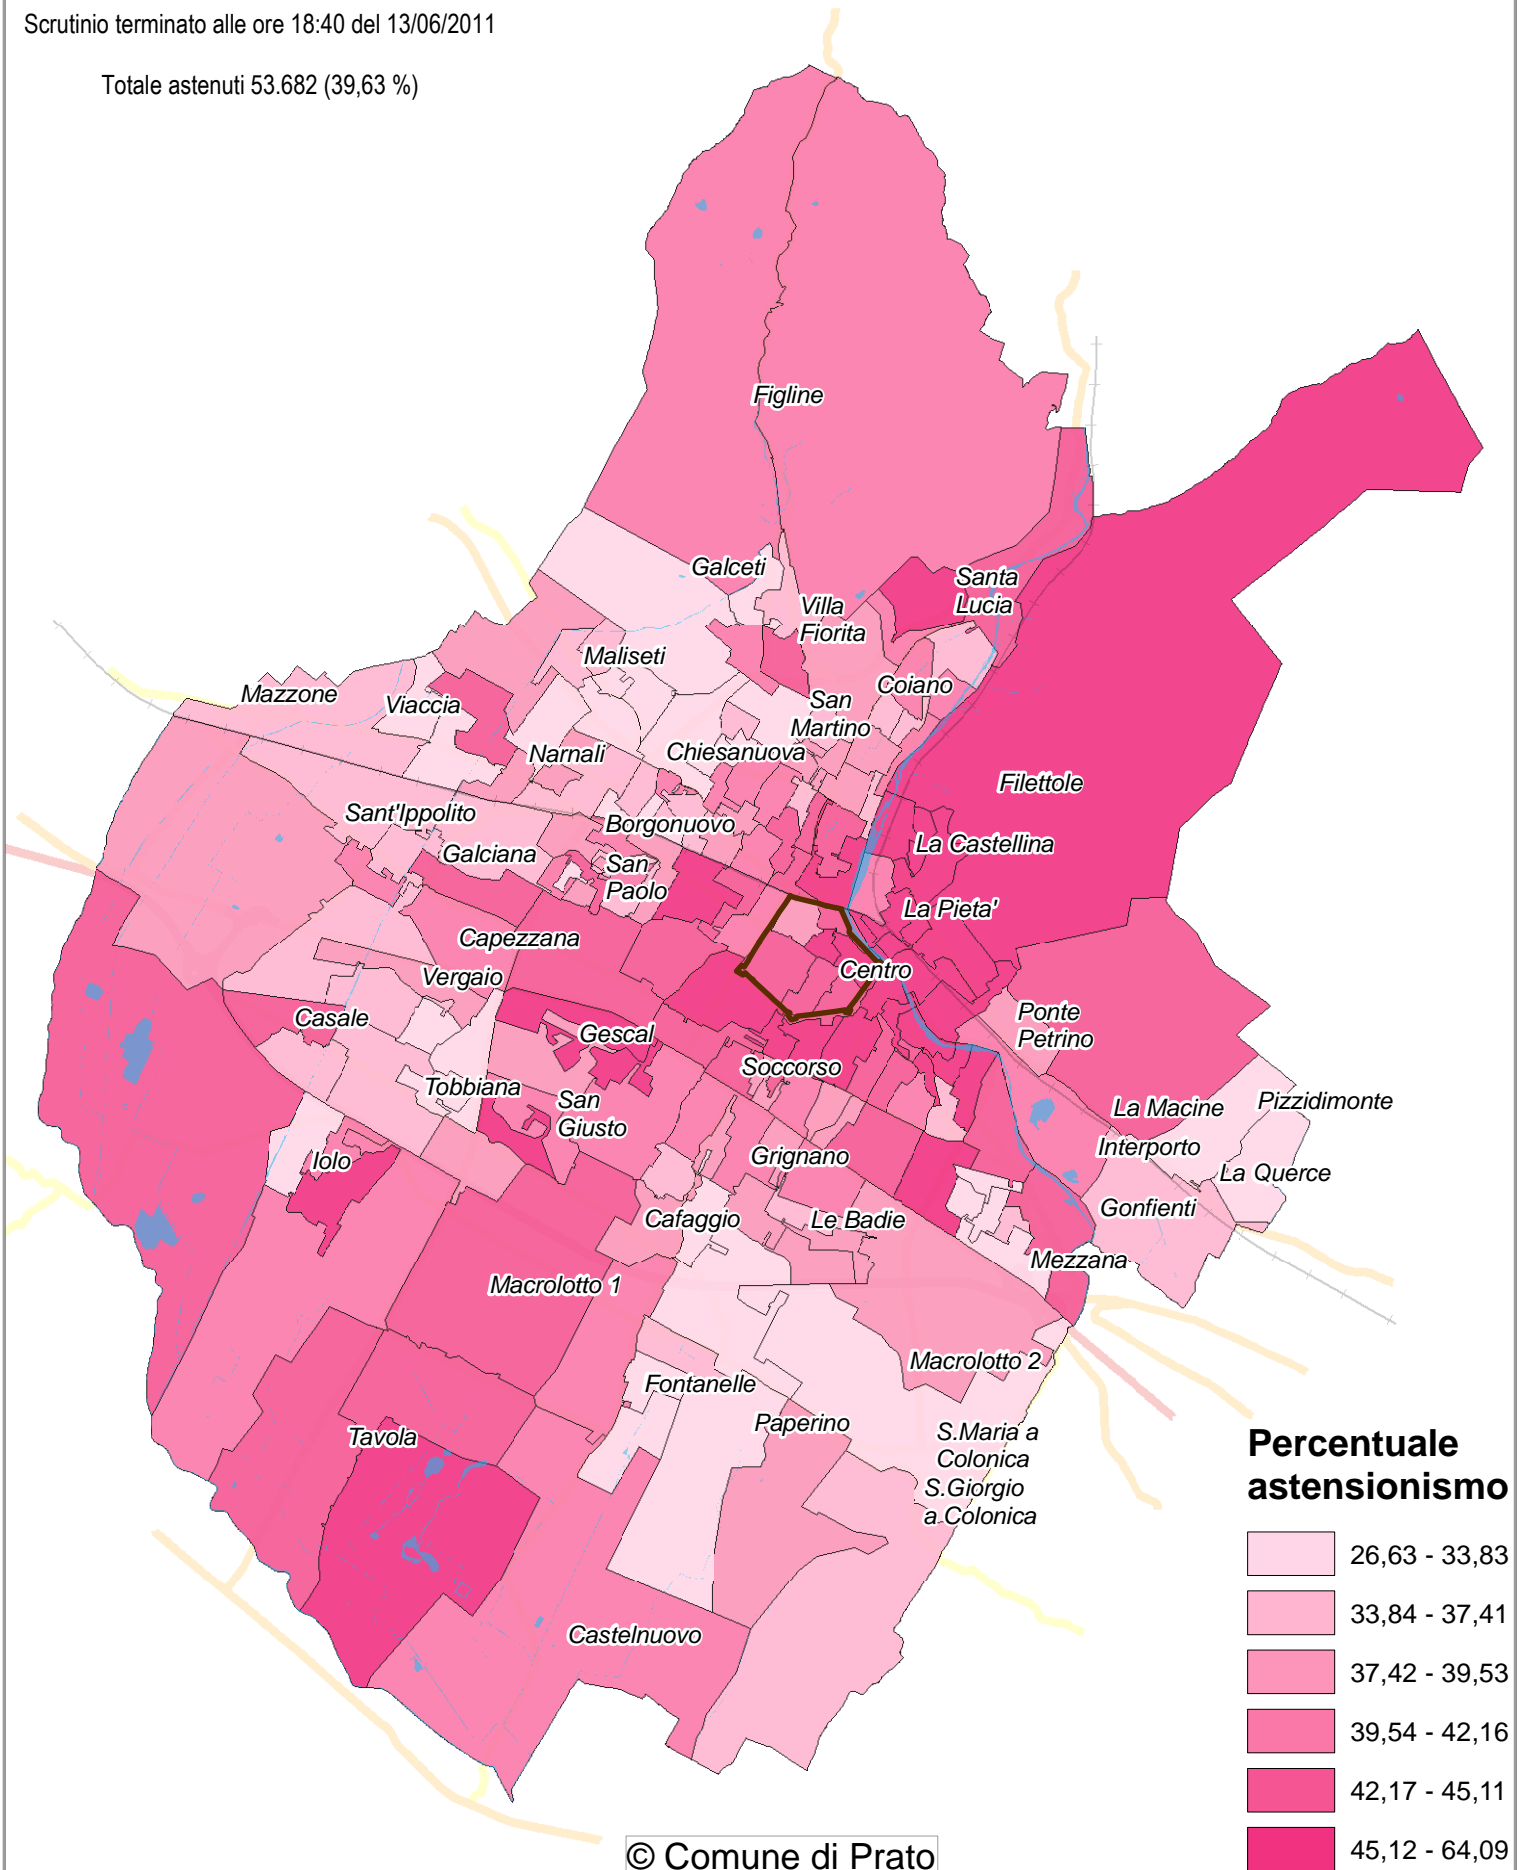 Scrutinio terminato alle ore 18:40 del 13/06/2011
Totale astenuti 53.682 (39,63 %)
Figline
Galceti
Santa
Lucia
Villa
Fiorita
Maliseti
Coiano
Mazzone
Viaccia
San
Martino
Narnali
Chiesanuova
Filettole
Sant'Ippolito
Borgonuovo
La Castellina
Galciana
San
Paolo
La Pieta'
Capezzana
Vergaio
Centro
Casale
Gescal
Ponte
Petrino
Soccorso
Tobbiana
San
Giusto
La Macine
Pizzidimonte
Iolo
Grignano
Interporto
La Querce
Cafaggio
Le Badie
Gonfienti
Mezzana
Macrolotto 1
Macrolotto 2
Fontanelle
Paperino
Tavola
S.Maria a
Colonica
S.Giorgio
a Colonica
Castelnuovo
Percentuale
astensionismo
26,63 - 33,83
33,84 - 37,41
37,42 - 39,53
39,54 - 42,16
42,17 - 45,11
45,12 - 64,09
© Comune di Prato